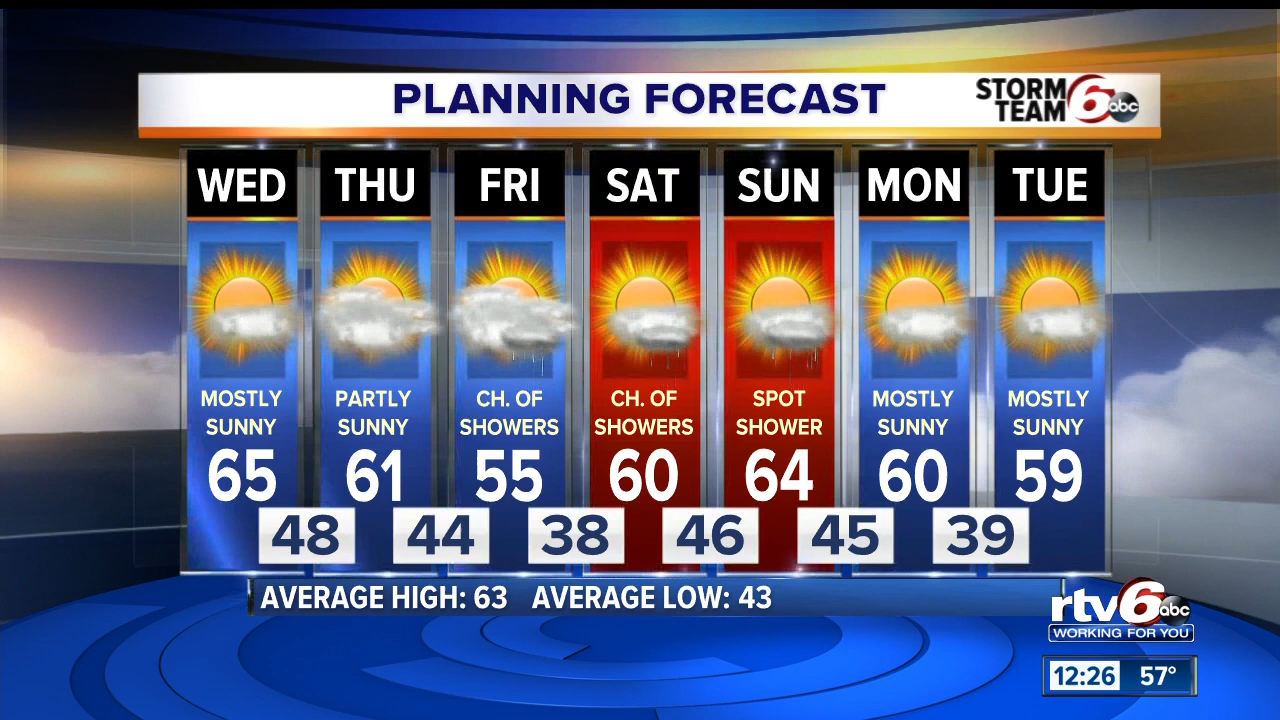 PLANNING FORECAST
STORM TEAM 6 abc
WED THU FRI SAT SUN MON TUE
MOSTLY PARTLY CH. OF CH. OF SPOT MOSTLY MOSTLY
SUNNY SUNNY SHOWERS SHOWERS SHOWER SUNNY SUNNY
65 61 55 60 64 60 59
48 44 38 46 45 39
AVERAGE HIGH: 63 AVERAGE LOW: 43
rtv6 abc
WORKING FOR YOU
12:26 57°